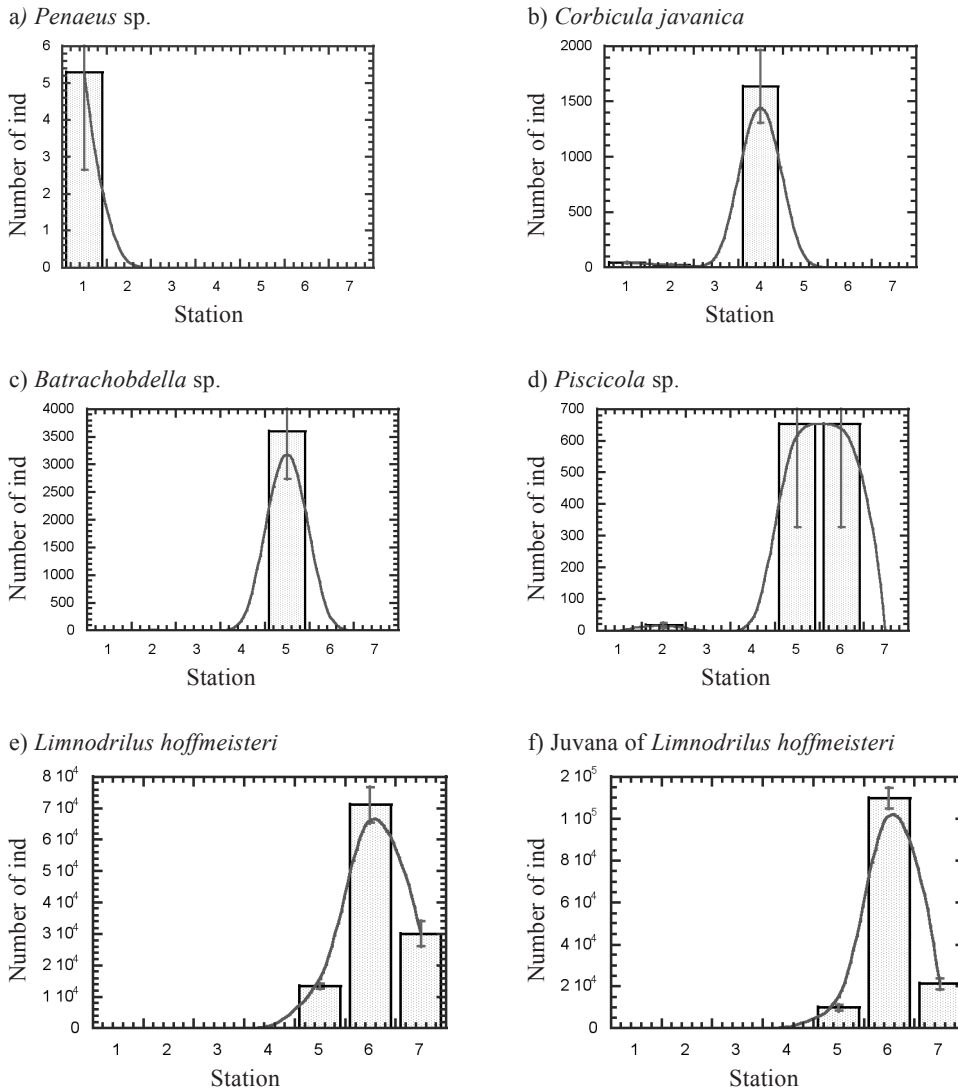 a) Penaeus sp.
6
5
4
3
2
1
0
Number of ind
1 2 3 4 5 6 7
Station
b) Corbicula javanica
2000
1500
1000
500
0
Number of ind
1 2 3 4 5 6 7
Station
c) Batrachobdella sp.
4000
3500
3000
2500
2000
1500
1000
500
0
Number of ind
1 2 3 4 5 6 7
Station
d) Piscicola sp.
700
600
500
400
300
200
100
0
Number of ind
1 2 3 4 5 6 7
Station
e) Limnodrilus hoffmeisteri
8 10⁴
7 10⁴
6 10⁴
5 10⁴
4 10⁴
3 10⁴
2 10⁴
1 10⁴
0
Number of ind
1 2 3 4 5 6 7
Station
f) Juvana of Limnodrilus hoffmeisteri
2 10⁵
1 10⁵
8 10⁴
6 10⁴
4 10⁴
2 10⁴
0
Number of ind
1 2 3 4 5 6 7
Station